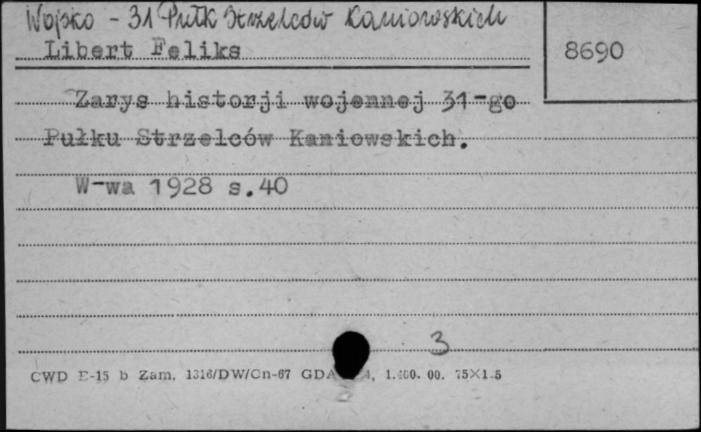 Wojsko - 31 Pułk Strzelców Kaniowskich
Libert Feliks
8690
Zarys historji wojennej 31-go
Pułku Strzelców Kaniowskich.
W-wa 1928 s.40
3
CWD E-15 b Zam. 1316/DW/Cn-67 GDA